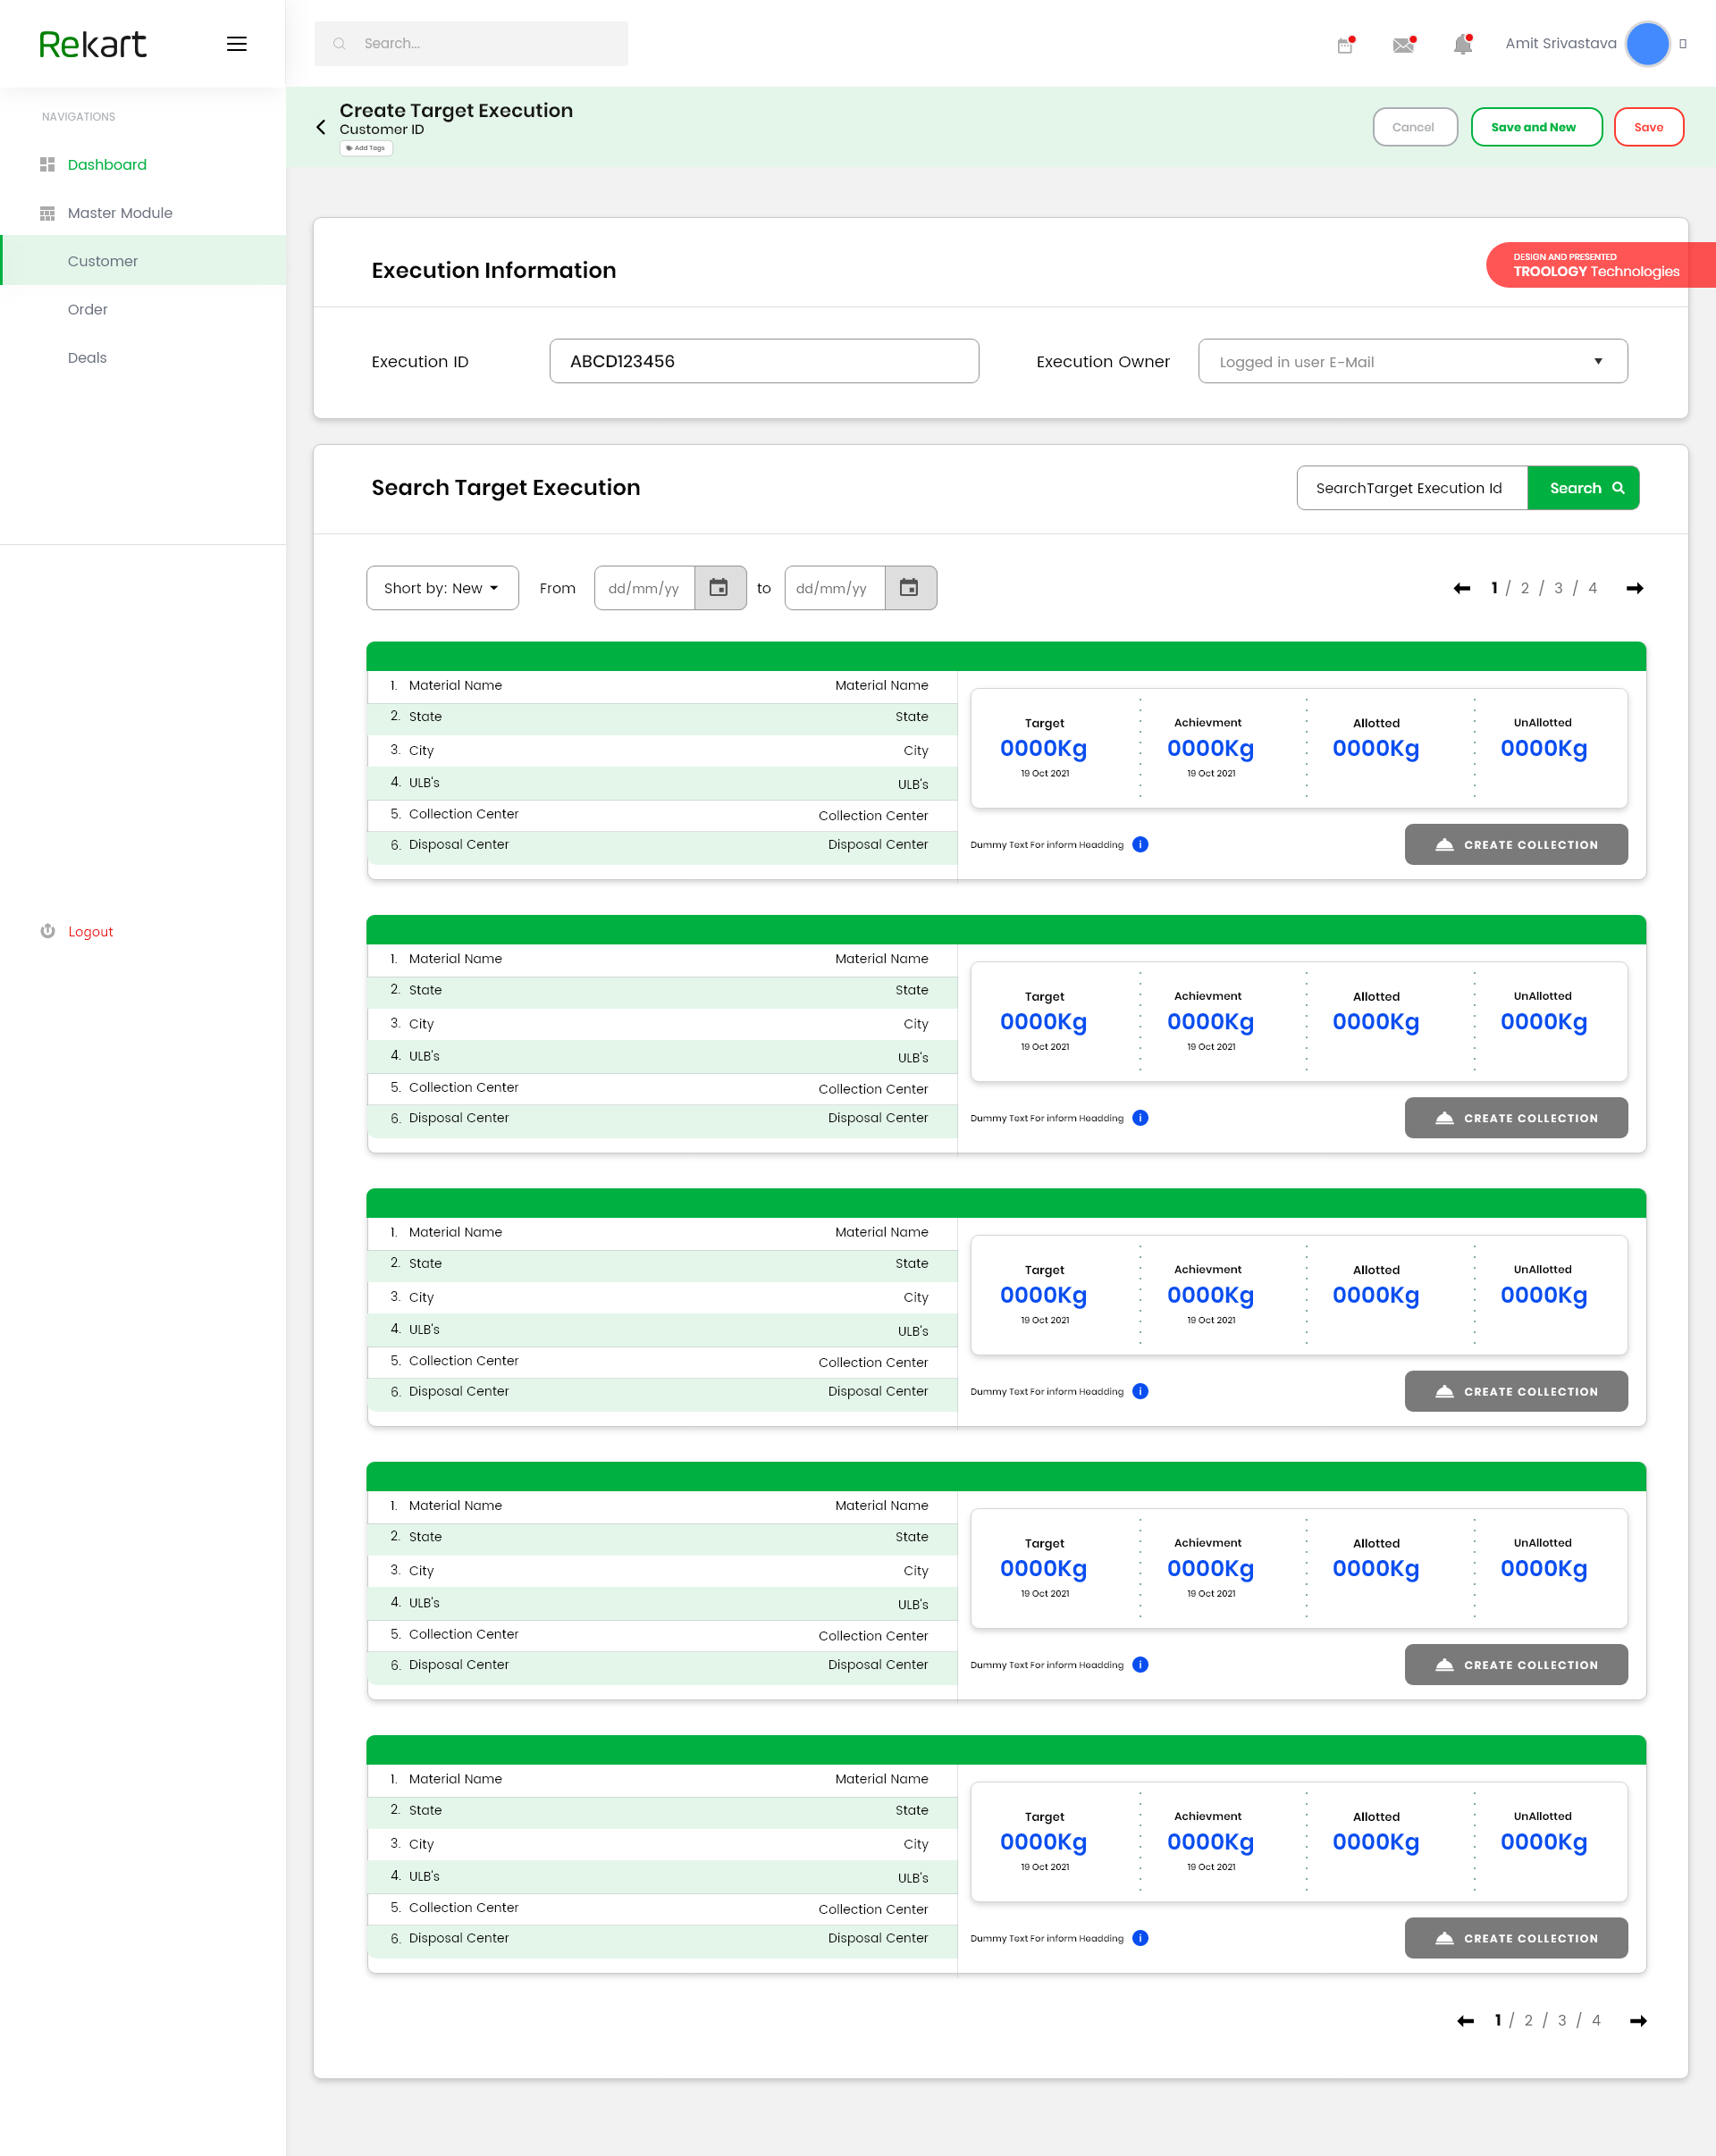 Rekart
Search...
Amit Srivastava
NAVIGATIONS
Dashboard
Master Module
Customer
Order
Deals
Logout
Create Target Execution
Customer ID
Add Tags
Cancel
Save and New
Save
Execution Information
DESIGN AND PRESENTED
TROOLOGY Technologies
Execution ID
ABCD123456
Execution Owner
Logged in user E-Mail
Search Target Execution
SearchTarget Execution Id
Search
Short by: New
From
dd/mm/yy
to
dd/mm/yy
1 / 2 / 3 / 4
1. Material Name Material Name
2. State State
3. City City
4. ULB's ULB's
5. Collection Center Collection Center
6. Disposal Center Disposal Center
Target Achievment Allotted UnAllotted
0000Kg 0000Kg 0000Kg 0000Kg
19 Oct 2021 19 Oct 2021
Dummy Text For inform Headding i
CREATE COLLECTION
1. Material Name Material Name
2. State State
3. City City
4. ULB's ULB's
5. Collection Center Collection Center
6. Disposal Center Disposal Center
Target Achievment Allotted UnAllotted
0000Kg 0000Kg 0000Kg 0000Kg
19 Oct 2021 19 Oct 2021
Dummy Text For inform Headding i
CREATE COLLECTION
1. Material Name Material Name
2. State State
3. City City
4. ULB's ULB's
5. Collection Center Collection Center
6. Disposal Center Disposal Center
Target Achievment Allotted UnAllotted
0000Kg 0000Kg 0000Kg 0000Kg
19 Oct 2021 19 Oct 2021
Dummy Text For inform Headding i
CREATE COLLECTION
1. Material Name Material Name
2. State State
3. City City
4. ULB's ULB's
5. Collection Center Collection Center
6. Disposal Center Disposal Center
Target Achievment Allotted UnAllotted
0000Kg 0000Kg 0000Kg 0000Kg
19 Oct 2021 19 Oct 2021
Dummy Text For inform Headding i
CREATE COLLECTION
1. Material Name Material Name
2. State State
3. City City
4. ULB's ULB's
5. Collection Center Collection Center
6. Disposal Center Disposal Center
Target Achievment Allotted UnAllotted
0000Kg 0000Kg 0000Kg 0000Kg
19 Oct 2021 19 Oct 2021
Dummy Text For inform Headding i
CREATE COLLECTION
1 / 2 / 3 / 4